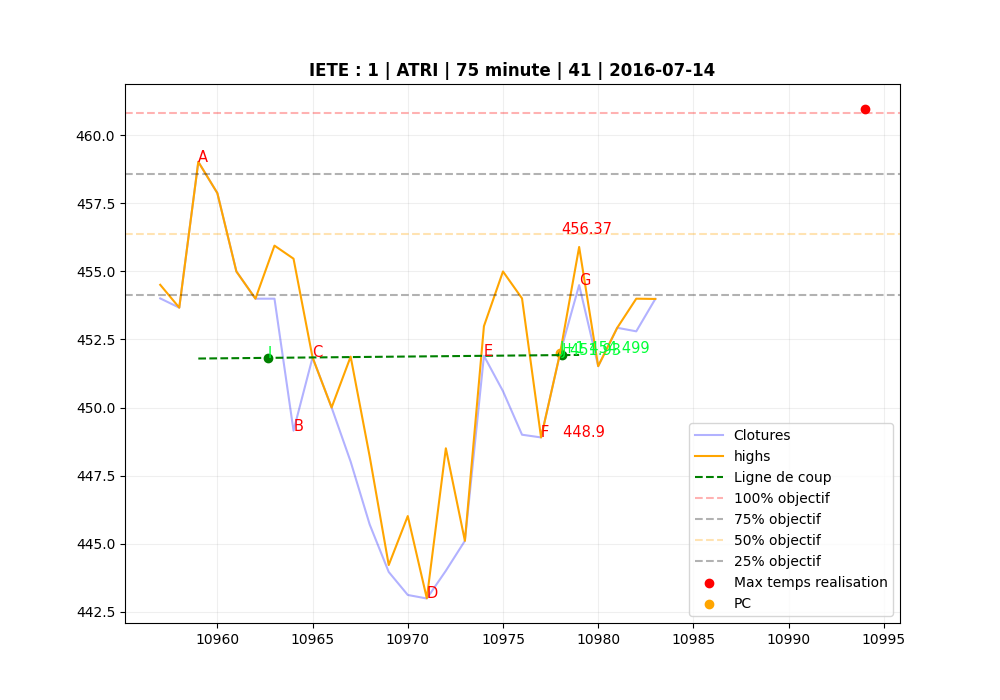 IETE : 1 | ATRI | 75 minute | 41 | 2016-07-14
460.0
457.5
455.0
452.5
450.0
447.5
445.0
442.5
10960
10965
10970
10975
10980
10985
10990
10995
A
456.37
G
I
C
E
B
F
448.9
D
Clotures
highs
Ligne de coup
100% objectif
75% objectif
50% objectif
25% objectif
Max temps realisation
PC